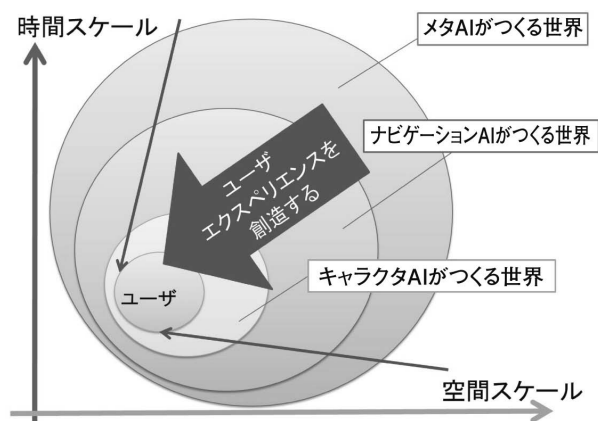 時間スケール
メタAIがつくる世界
ナビゲーションAIがつくる世界
ユーザ
エクスペリエンスを
創造する
キャラクタAIがつくる世界
ユーザ
空間スケール